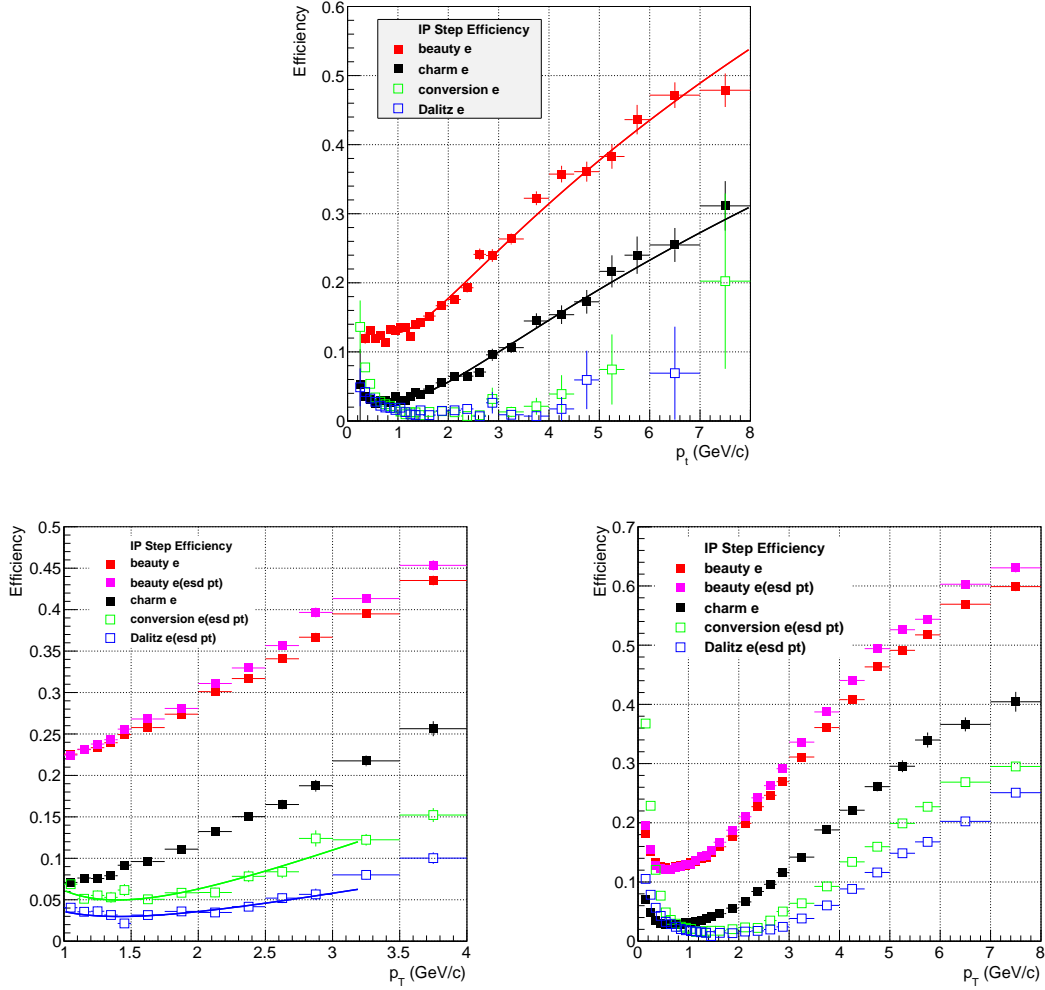 Efficiency
0.6
0.5
0.4
0.3
0.2
0.1
0
IP Step Efficiency
beauty e
charm e
conversion e
Dalitz e
0 1 2 3 4 5 6 7 8
p_t (GeV/c)
Efficiency
0.5
0.45
0.4
0.35
0.3
0.25
0.2
0.15
0.1
0.05
0
IP Step Efficiency
beauty e
beauty e(esd pt)
charm e
conversion e(esd pt)
Dalitz e(esd pt)
1 1.5 2 2.5 3 3.5 4
p_T (GeV/c)
Efficiency
0.7
0.6
0.5
0.4
0.3
0.2
0.1
0
IP Step Efficiency
beauty e
beauty e(esd pt)
charm e
conversion e(esd pt)
Dalitz e(esd pt)
0 1 2 3 4 5 6 7 8
p_T (GeV/c)